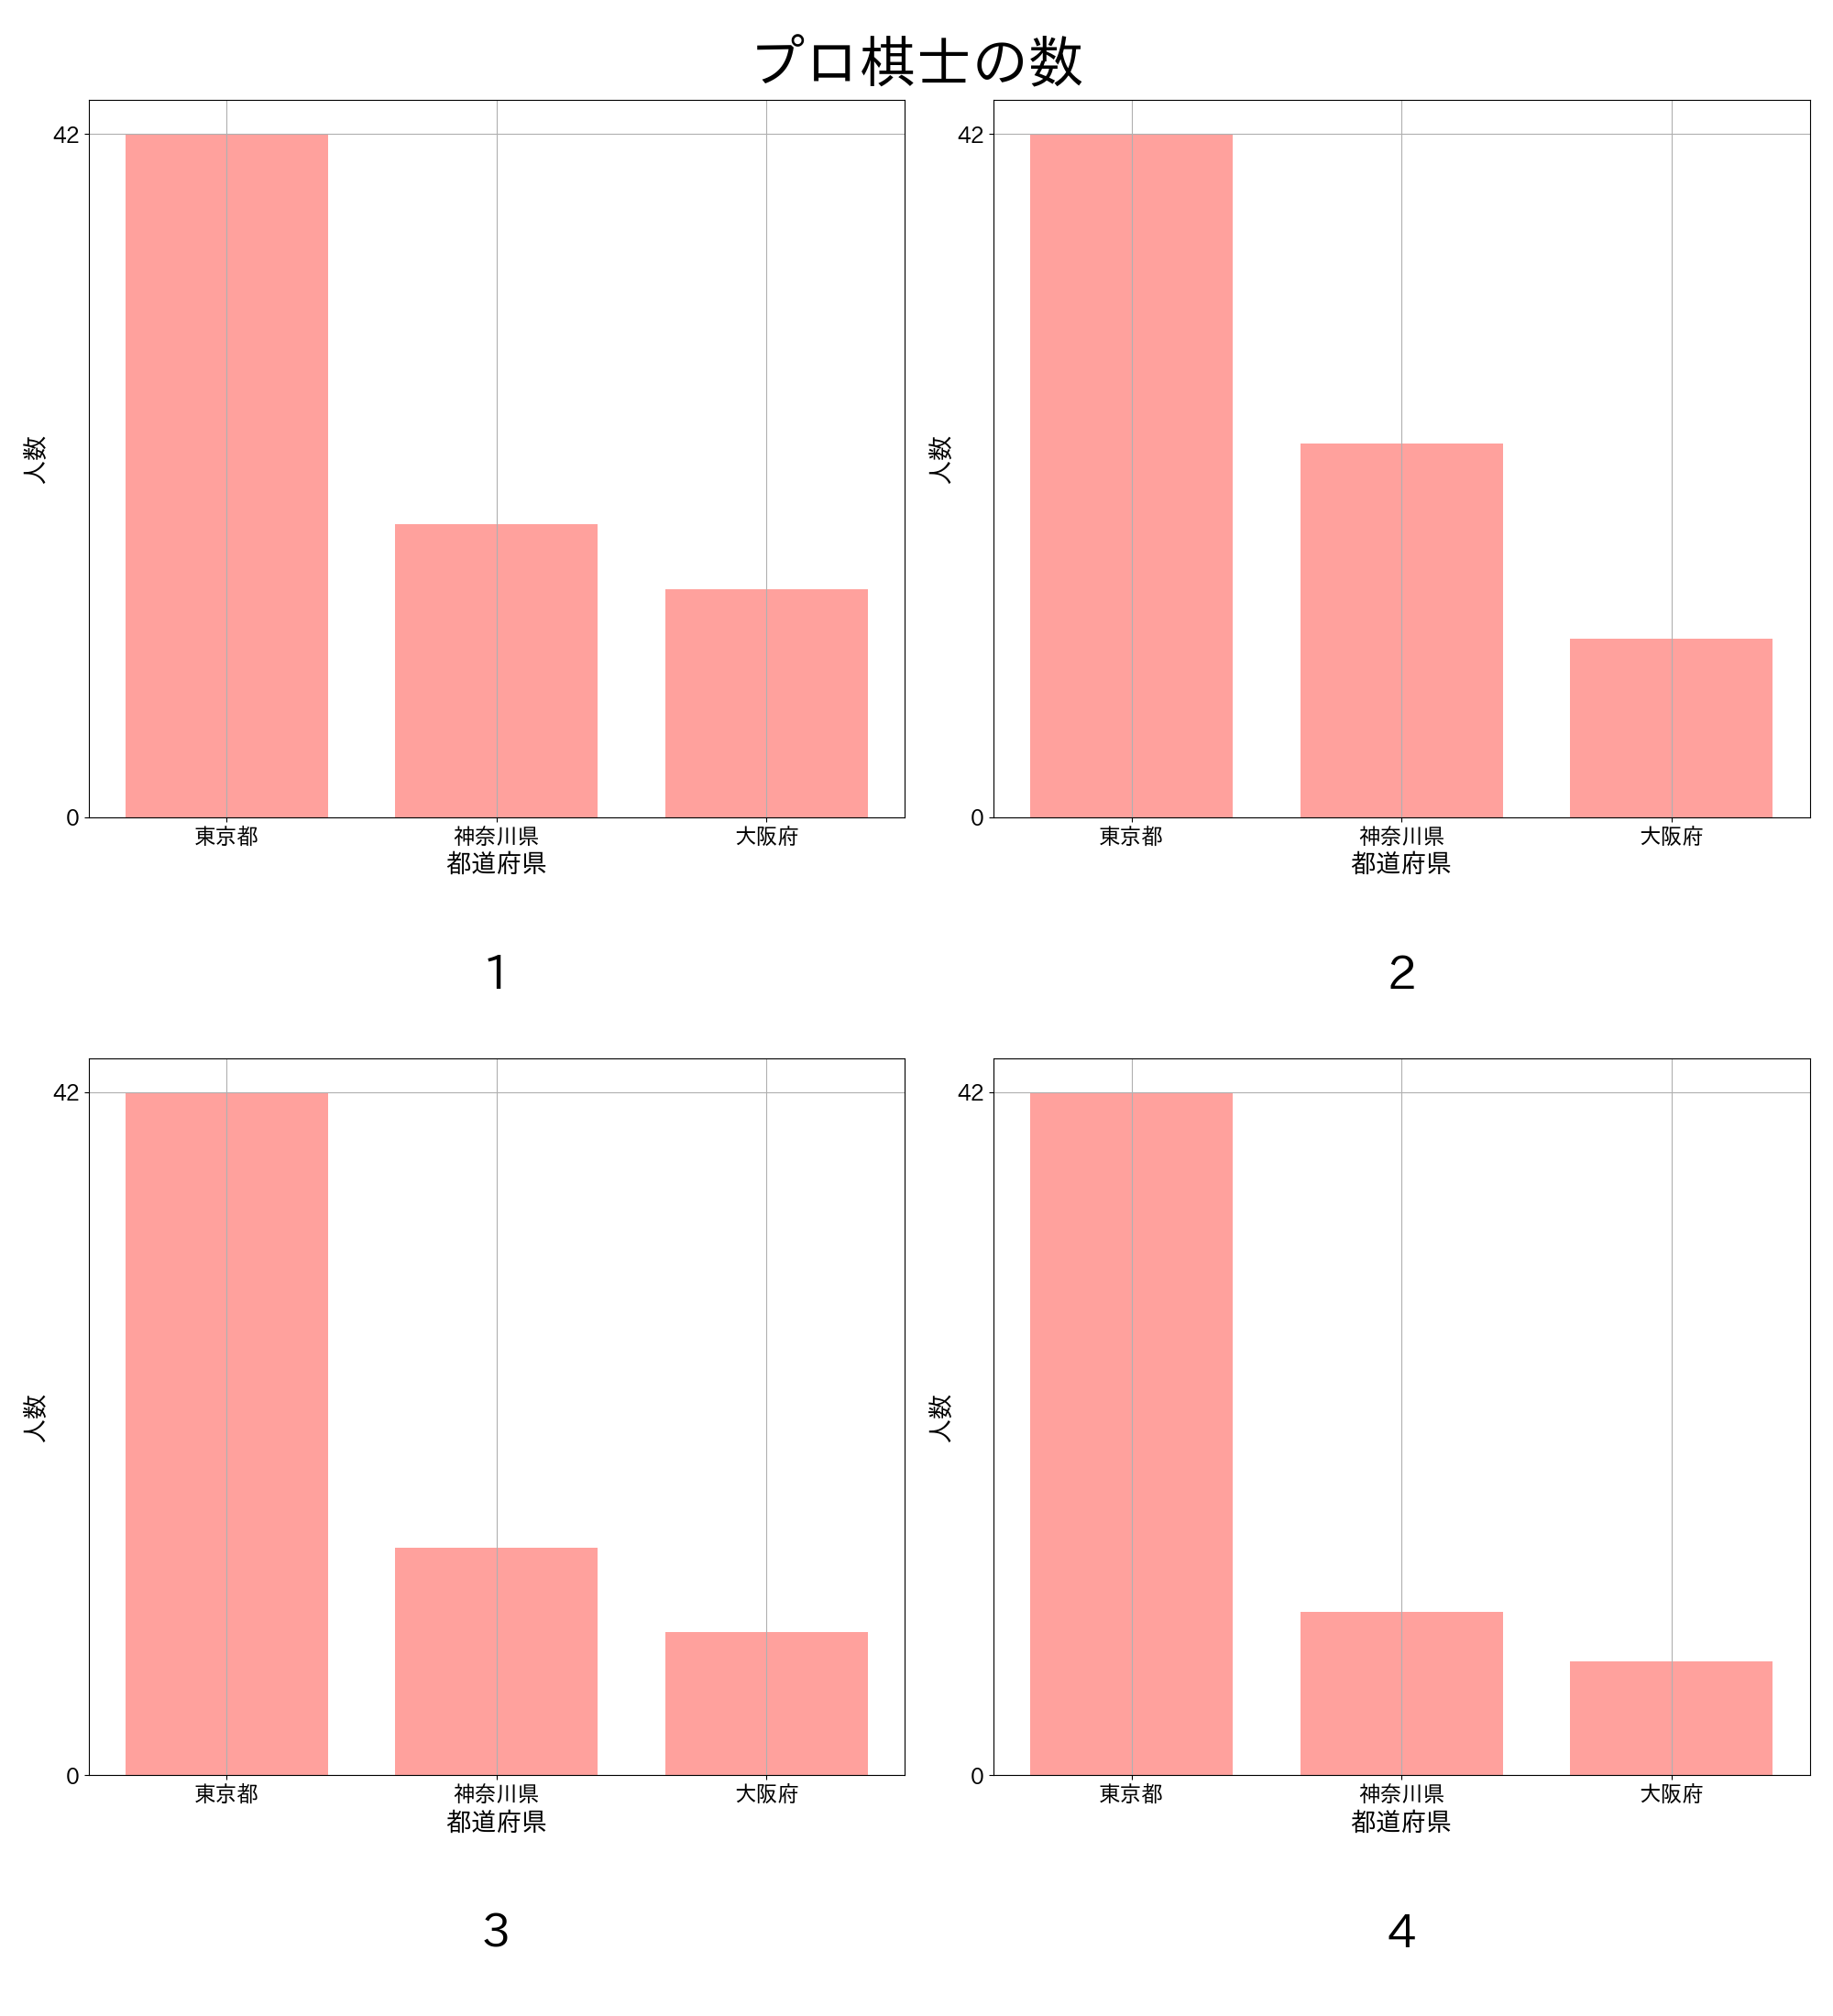 プロ棋士の数
42
人数
0
東京都 神奈川県 大阪府
都道府県
1
42
人数
0
東京都 神奈川県 大阪府
都道府県
2
42
人数
0
東京都 神奈川県 大阪府
都道府県
3
42
人数
0
東京都 神奈川県 大阪府
都道府県
4